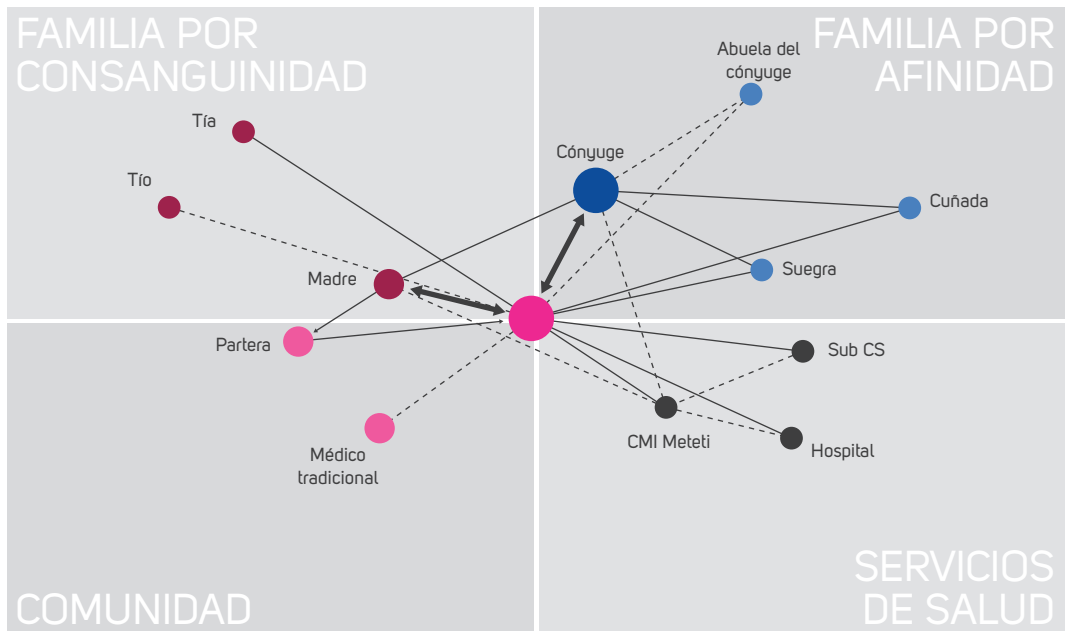 FAMILIA POR
CONSANGUINIDAD
FAMILIA POR
AFINIDAD
Abuela del
cónyuge
Tía
Cónyuge
Tío
Cuñada
Madre
Suegra
Partera
Sub CS
CMI Meteti
Médico
tradicional
Hospital
COMUNIDAD
SERVICIOS
DE SALUD